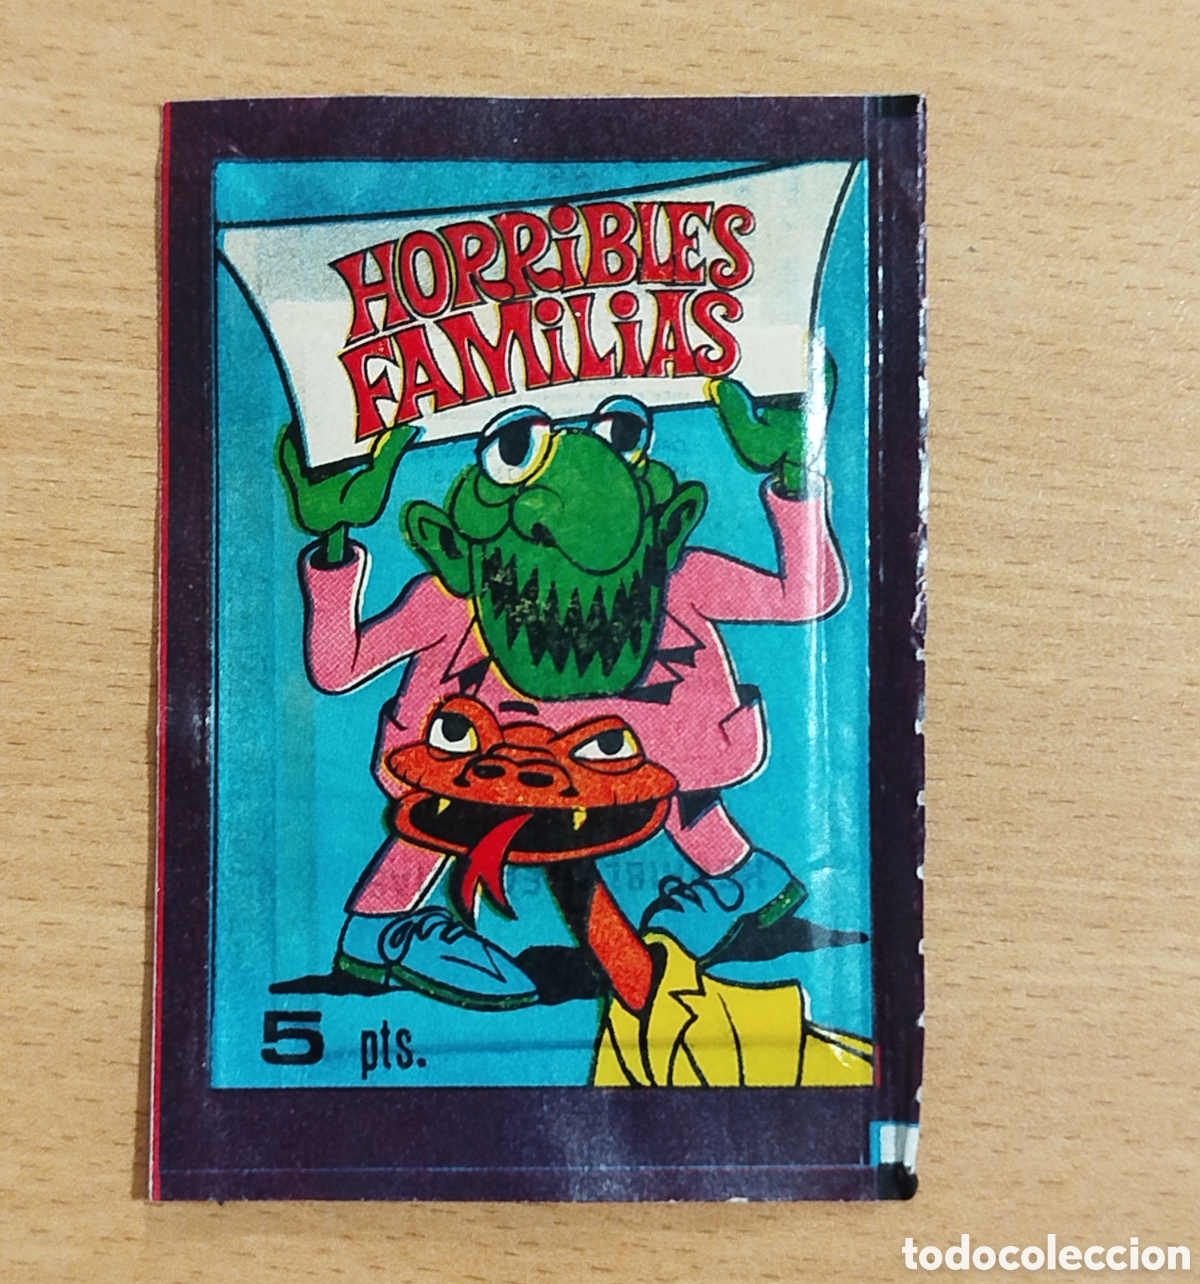 HORRiBLES
FAMiLiAS
5 pts.
todocoleccion